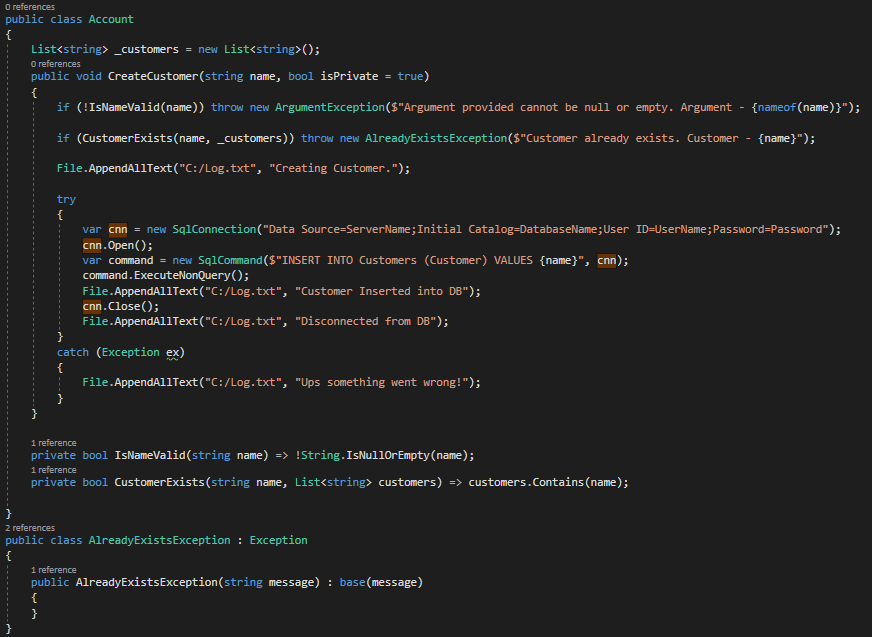 0 references
public class Account
{
List<string> _customers = new List<string>();
0 references
public void CreateCustomer(string name, bool isPrivate = true)
{
if (!IsNameValid(name)) throw new ArgumentException($"Argument provided cannot be null or empty. Argument - {nameof(name)}");
if (CustomerExists(name, _customers)) throw new AlreadyExistsException($"Customer already exists. Customer - {name}");
File.AppendAllText("C:/Log.txt", "Creating Customer.");
try
{
var cnn = new SqlConnection("Data Source=ServerName;Initial Catalog=DatabaseName;User ID=UserName;Password=Password");
cnn.Open();
var command = new SqlCommand($"INSERT INTO Customers (Customer) VALUES {name}", cnn);
command.ExecuteNonQuery();
File.AppendAllText("C:/Log.txt", "Customer Inserted into DB");
cnn.Close();
File.AppendAllText("C:/Log.txt", "Disconnected from DB");
}
catch (Exception ex)
{
File.AppendAllText("C:/Log.txt", "Ups something went wrong!");
}
}
1 reference
private bool IsNameValid(string name) => !String.IsNullOrEmpty(name);
1 reference
private bool CustomerExists(string name, List<string> customers) => customers.Contains(name);
}
2 references
public class AlreadyExistsException : Exception
{
1 reference
public AlreadyExistsException(string message) : base(message)
{
}
}